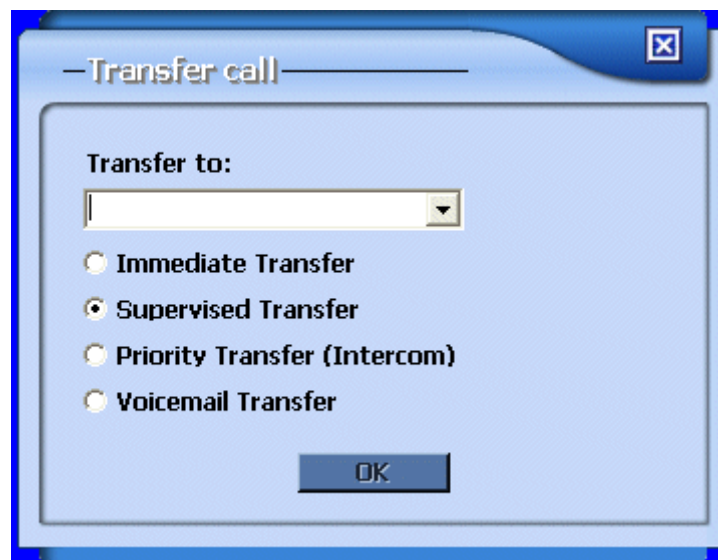 Transfer call
Transfer to:
Immediate Transfer
Supervised Transfer
Priority Transfer (Intercom)
Voicemail Transfer
OK